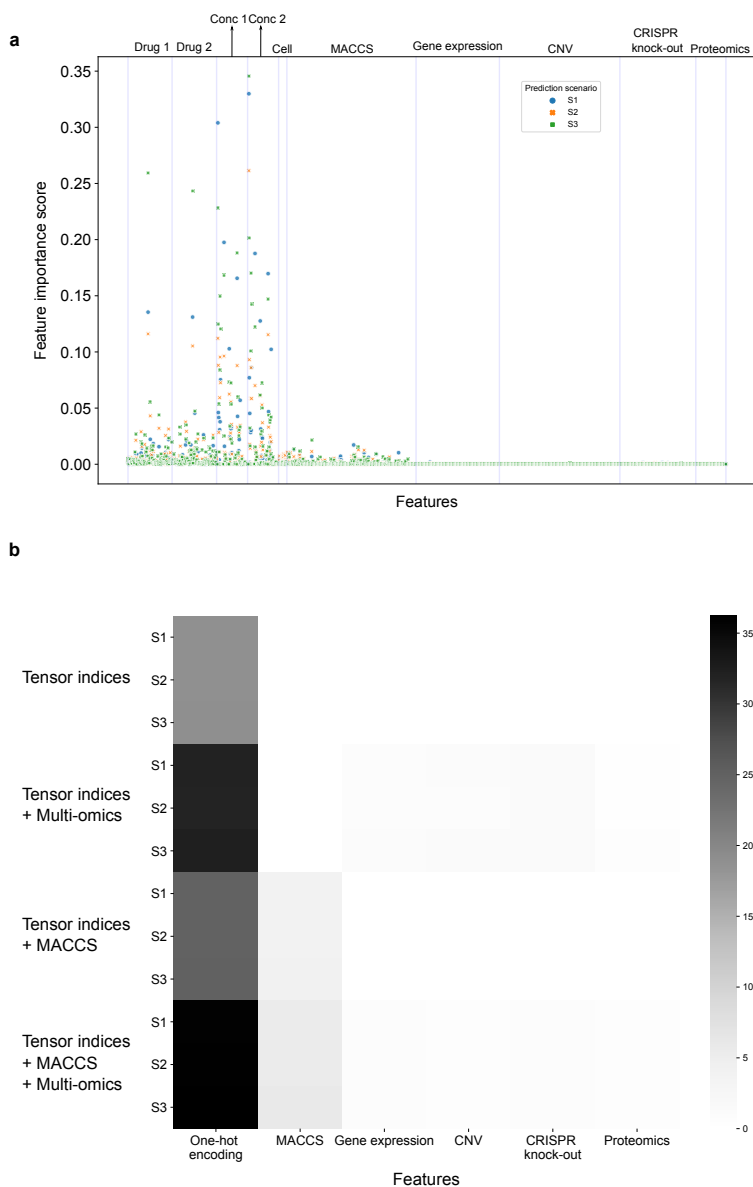 a
Conc 1 Conc 2
Drug 1 Drug 2 Cell MACCS Gene expression CNV CRISPR
knock-out Proteomics
Feature importance score
0.35
0.30
0.25
0.20
0.15
0.10
0.05
0.00
Prediction scenario
S1
S2
S3
Features
b
Tensor indices
S1
S2
S3
Tensor indices
+ Multi-omics
S1
S2
S3
Tensor indices
+ MACCS
S1
S2
S3
Tensor indices
+ MACCS
+ Multi-omics
S1
S2
S3
35
30
25
20
15
10
5
0
One-hot
encoding
MACCS
Gene expression
CNV
CRISPR
knock-out
Proteomics
Features